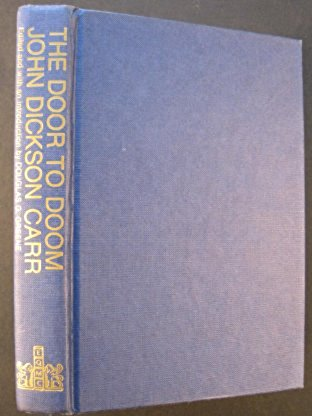 THE DOOR TO DOOM
JOHN DICKSON CARR
Edited and with an introduction by DOUGLAS G. GREENE